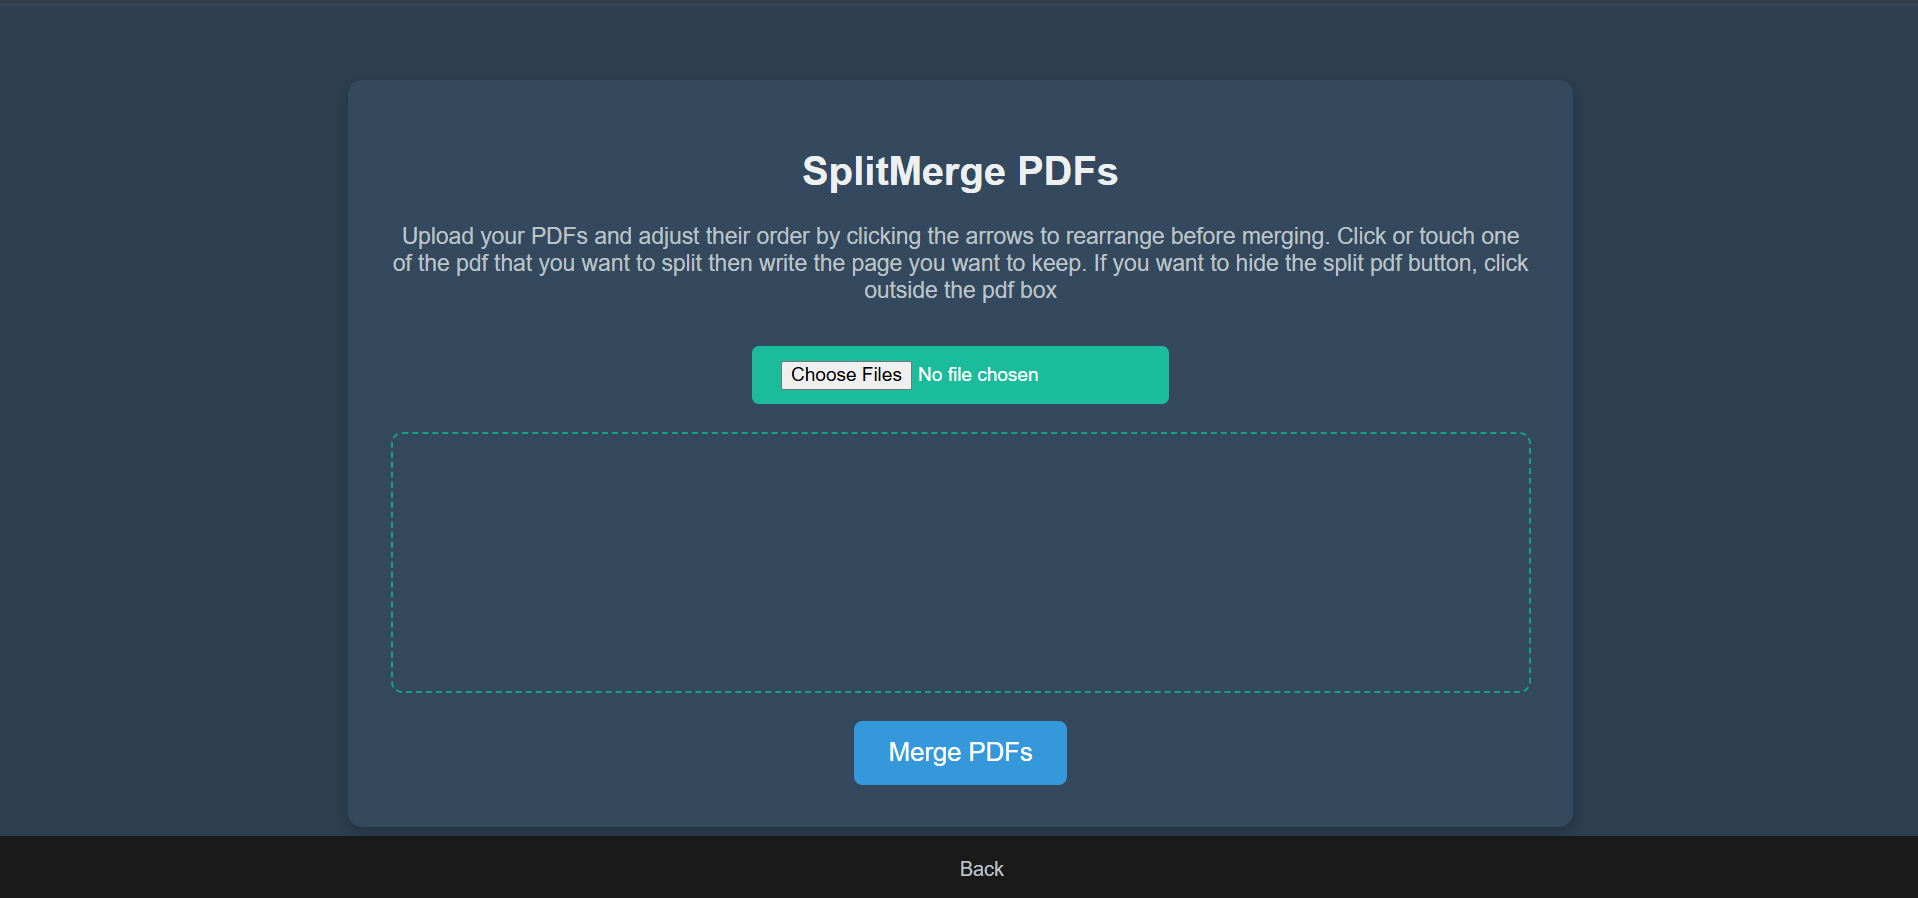 SplitMerge PDFs
Upload your PDFs and adjust their order by clicking the arrows to rearrange before merging. Click or touch one
of the pdf that you want to split then write the page you want to keep. If you want to hide the split pdf button, click
outside the pdf box
Choose Files No file chosen
Merge PDFs
Back